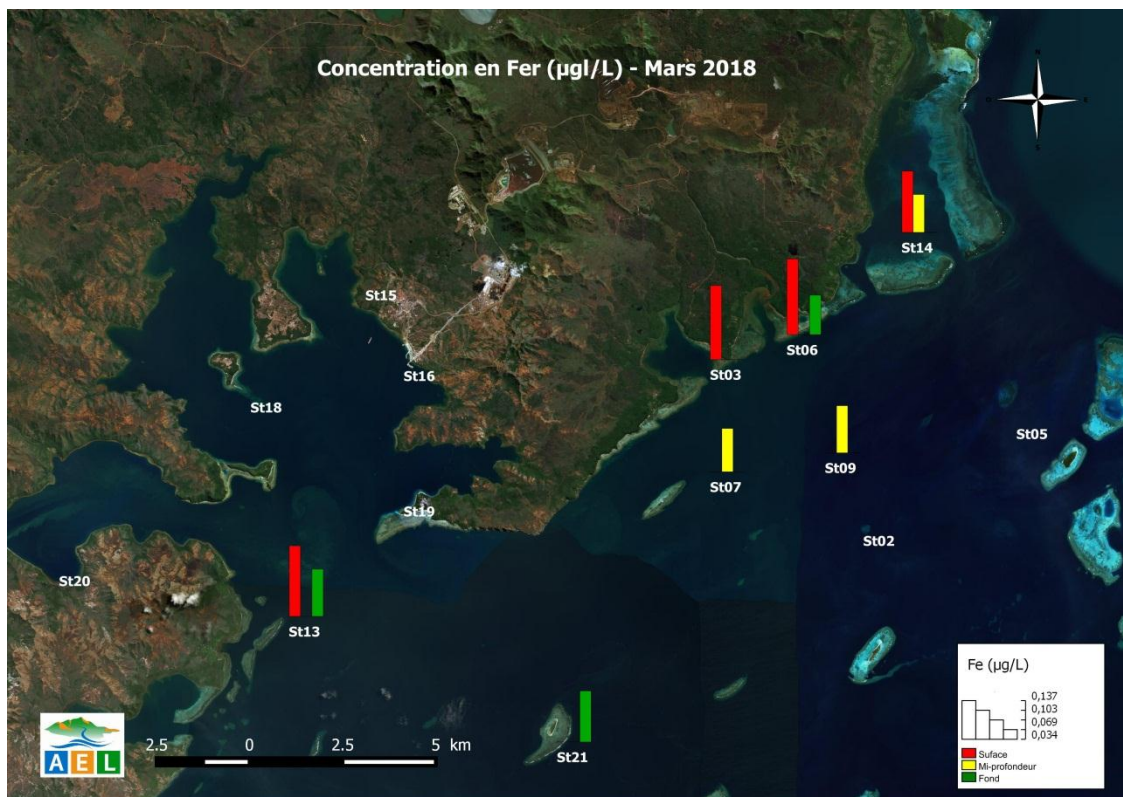 Concentration en Fer (µgl/L) - Mars 2018
St14
St15
St06
St03
St16
St18
St05
St09
St07
St19
St02
St20
St13
St21
2.5 0 2.5 5 km
AEL
Fe (µg/L)
0,137
0,103
0,069
0,034
Suface
Mi-profondeur
Fond